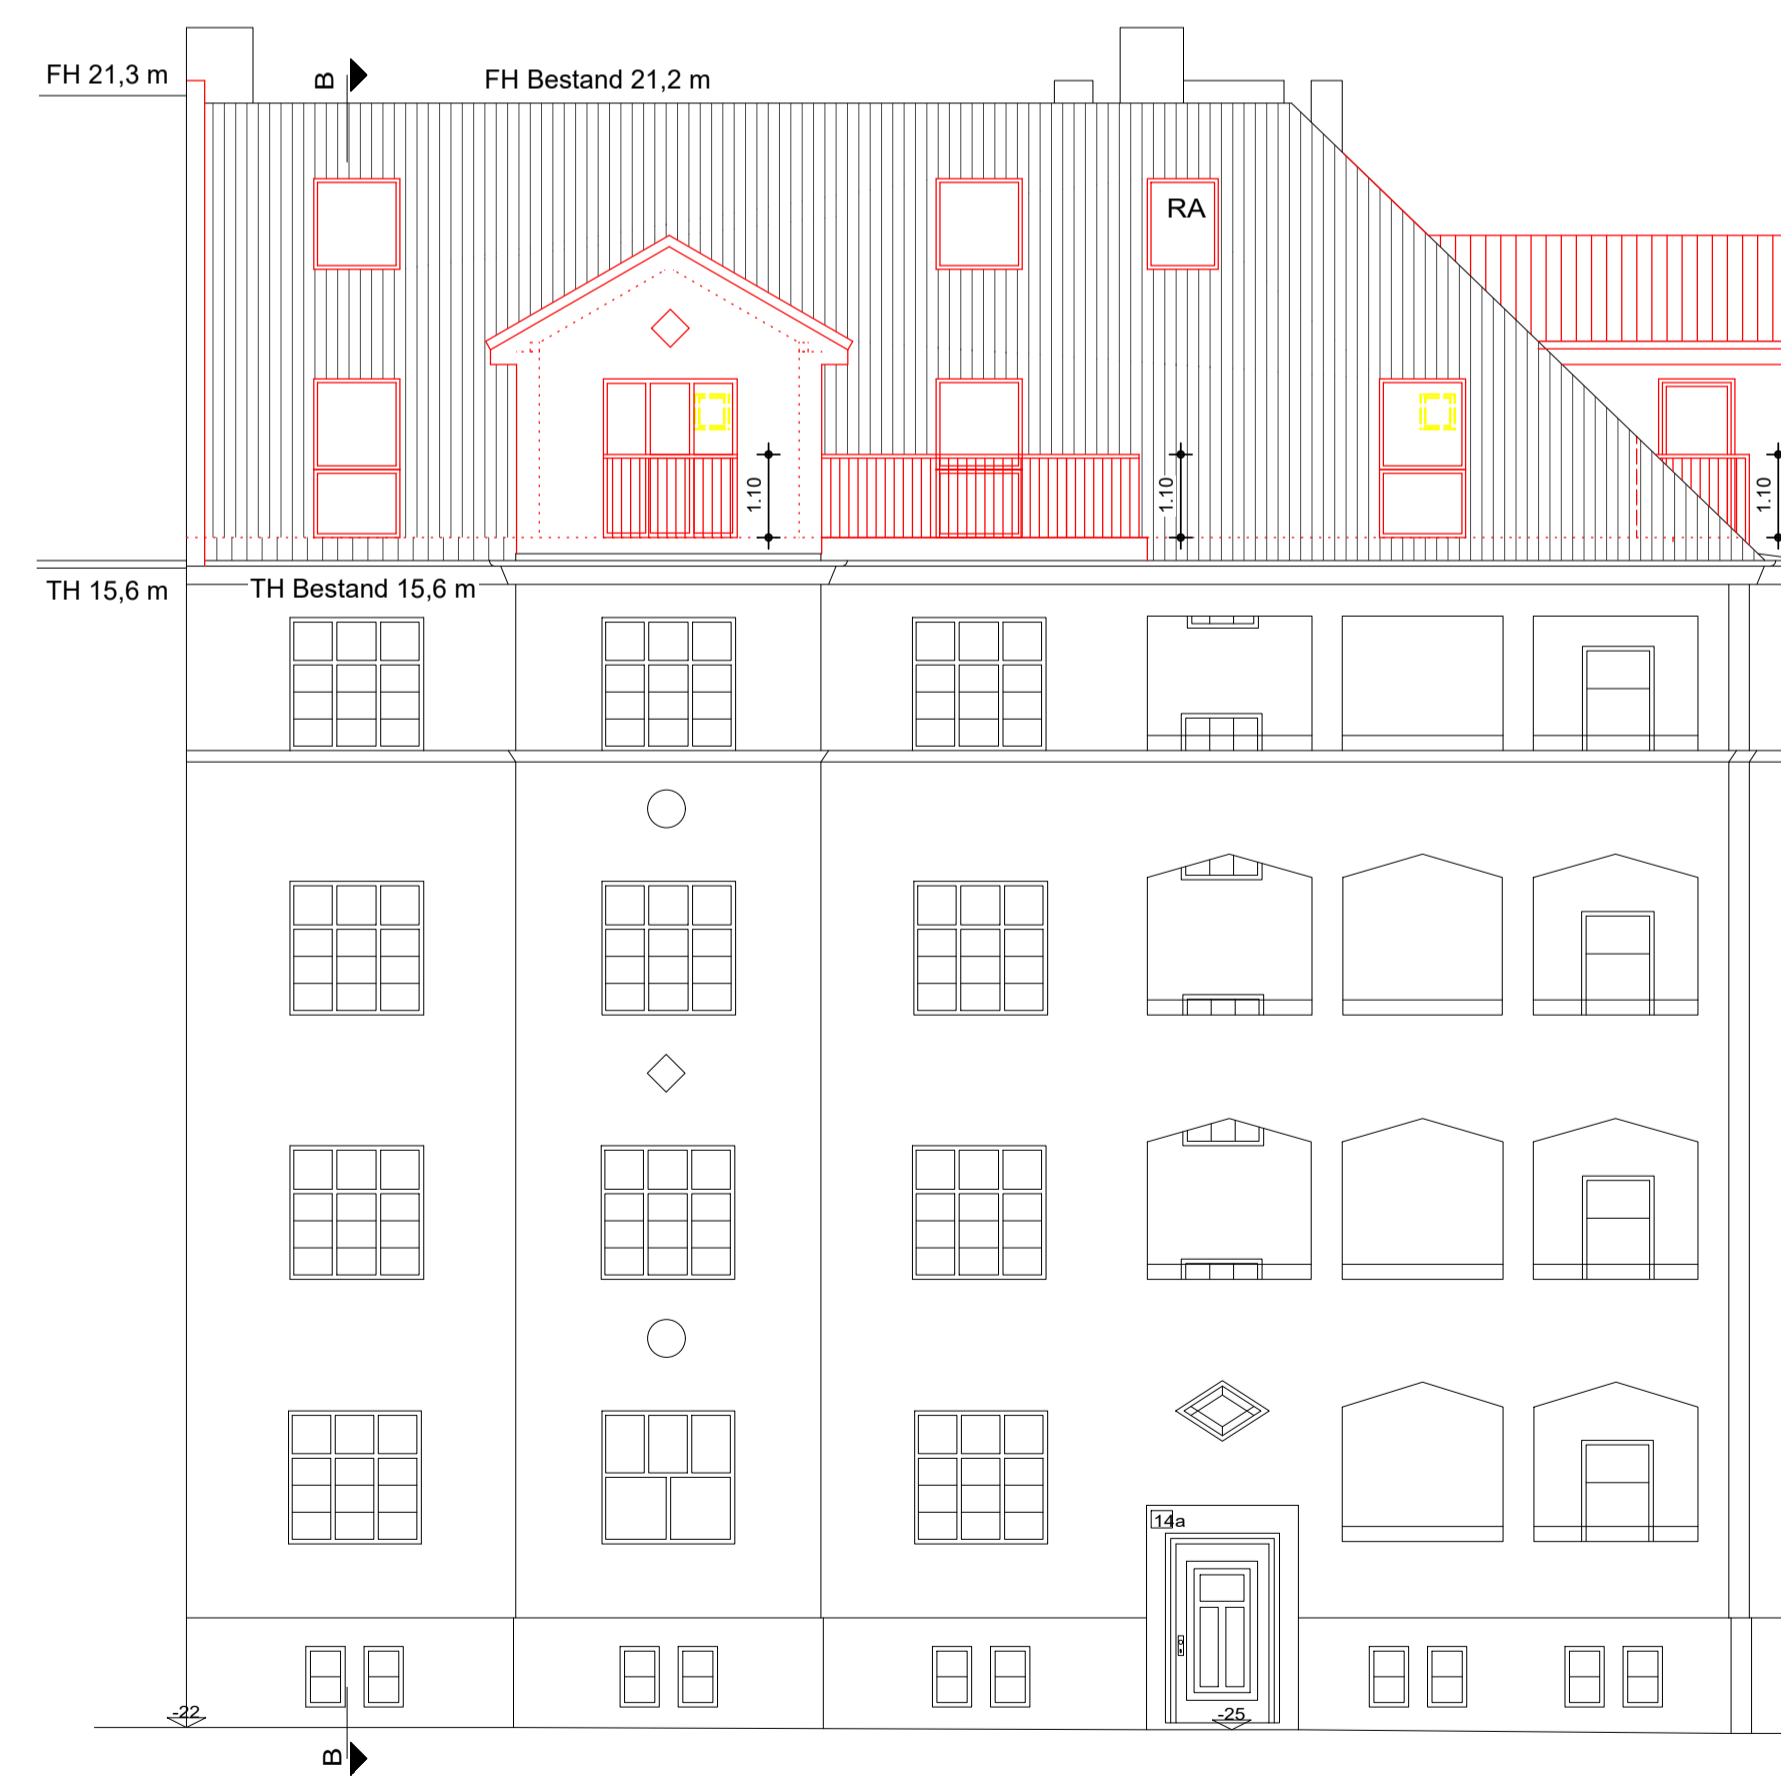 FH 21,3 m
B
FH Bestand 21,2 m
RA
1.10
1.10
1.10
TH 15,6 m
TH Bestand 15,6 m
14a
-22
-25
B